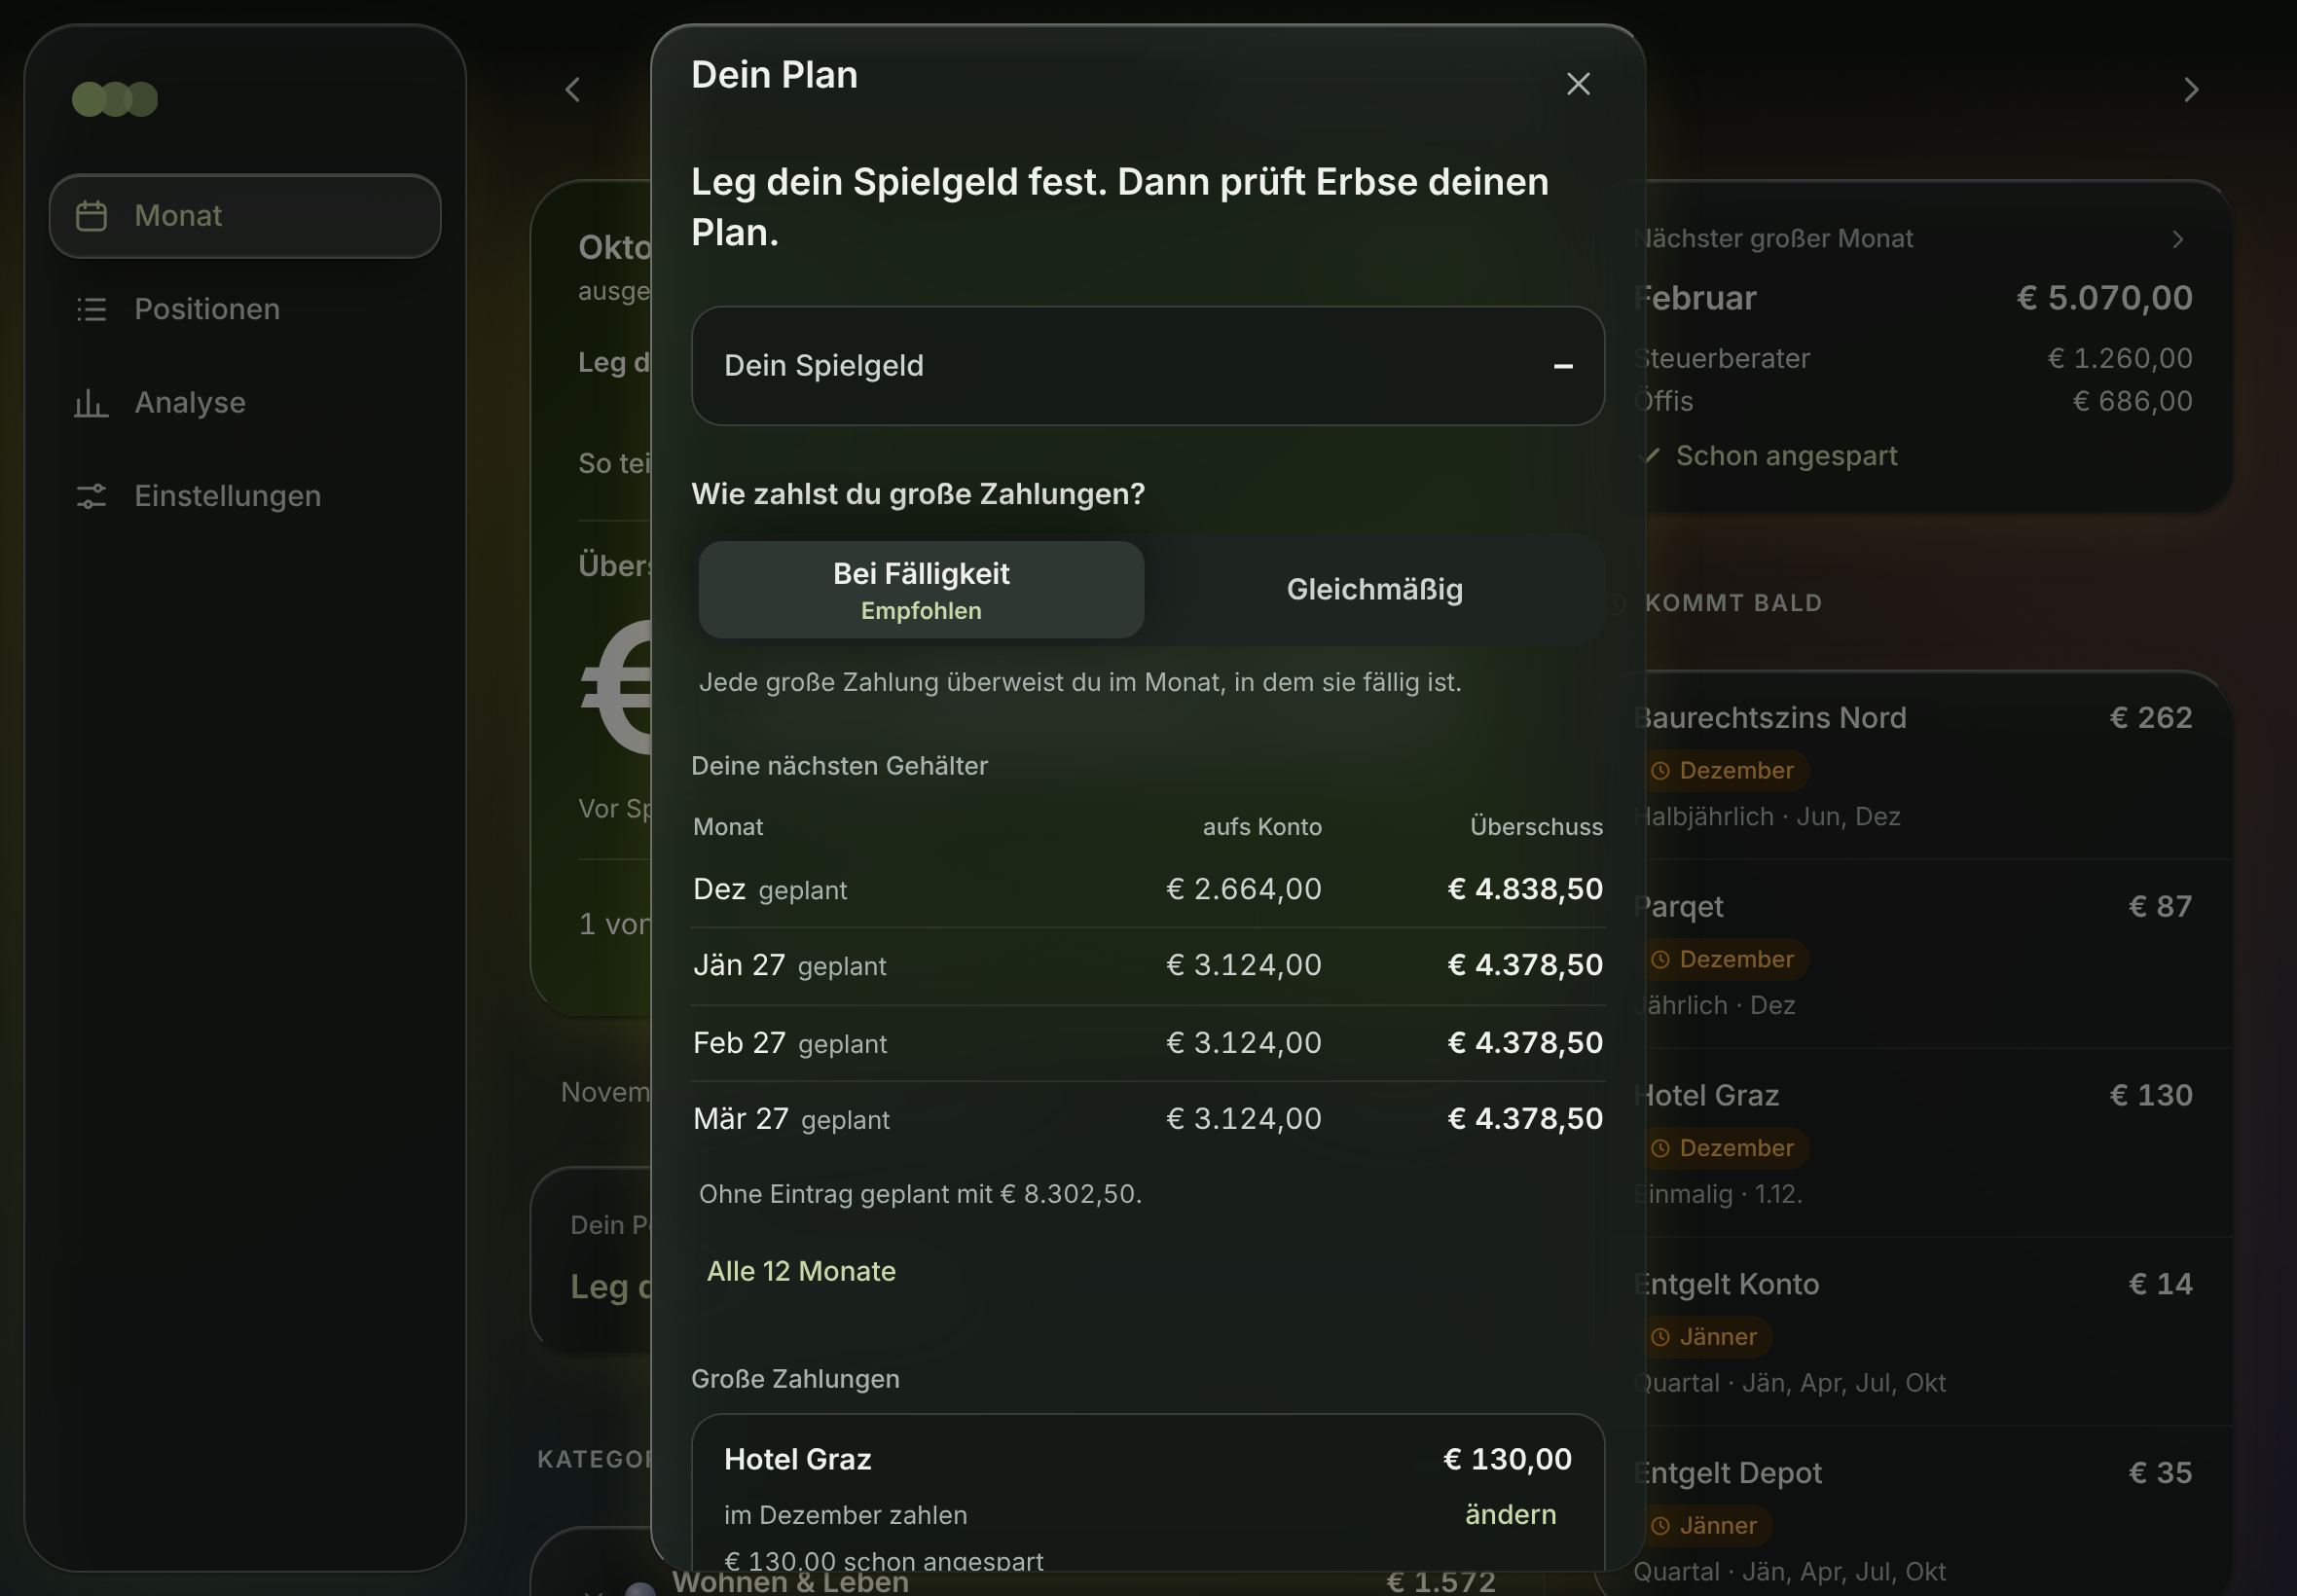 Monat
Positionen
Analyse
Einstellungen
Dein Plan
Leg dein Spielgeld fest. Dann prüft Erbse deinen
Plan.
Dein Spielgeld –
Wie zahlst du große Zahlungen?
Bei Fälligkeit
Empfohlen
Gleichmäßig
Jede große Zahlung überweist du im Monat, in dem sie fällig ist.
Deine nächsten Gehälter
Monat aufs Konto Überschuss
Dez geplant € 2.664,00 € 4.838,50
Jän 27 geplant € 3.124,00 € 4.378,50
Feb 27 geplant € 3.124,00 € 4.378,50
Mär 27 geplant € 3.124,00 € 4.378,50
Ohne Eintrag geplant mit € 8.302,50.
Alle 12 Monate
Große Zahlungen
Hotel Graz € 130,00
im Dezember zahlen ändern
€ 130,00 schon angespart
Leg
So
€
Vor
1 von
Dein
Leg
Wohnen & Leben € 1.572
Nächster großer Monat
Februar € 5.070,00
Steuerberater € 1.260,00
Öffis € 686,00
Schon angespart
KOMMT BALD
Baurechtszins Nord € 262
Dezember
Halbjährlich · Jun, Dez
Parqet € 87
Dezember
Jährlich · Dez
Hotel Graz € 130
Dezember
Einmalig · 1.12.
Entgelt Konto € 14
Jänner
Quartal · Jän, Apr, Jul, Okt
Entgelt Depot € 35
Jänner
Quartal · Jän, Apr, Jul, Okt